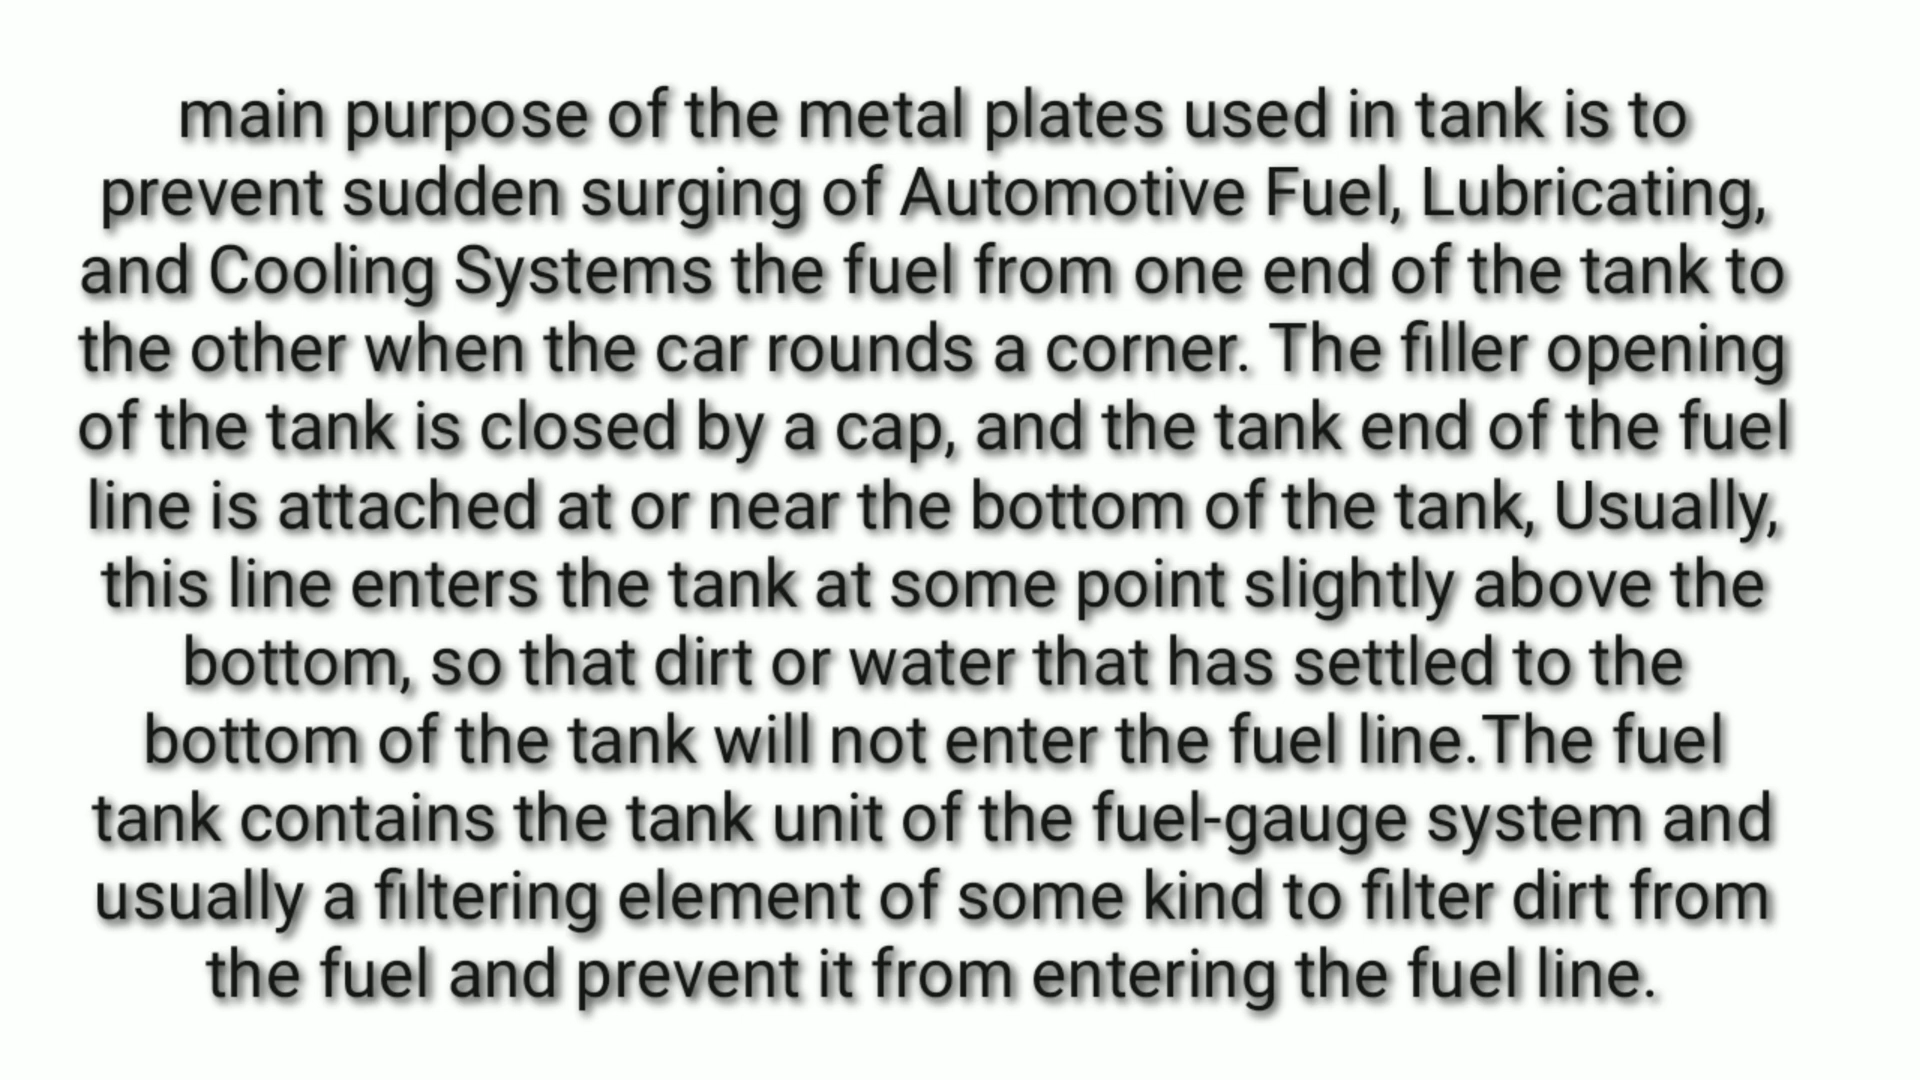 main purpose of the metal plates used in tank is to
prevent sudden surging of Automotive Fuel, Lubricating,
and Cooling Systems the fuel from one end of the tank to
the other when the car rounds a corner. The filler opening
of the tank is closed by a cap, and the tank end of the fuel
line is attached at or near the bottom of the tank, Usually,
this line enters the tank at some point slightly above the
bottom, so that dirt or water that has settled to the
bottom of the tank will not enter the fuel line.The fuel
tank contains the tank unit of the fuel-gauge system and
usually a filtering element of some kind to filter dirt from
the fuel and prevent it from entering the fuel line.